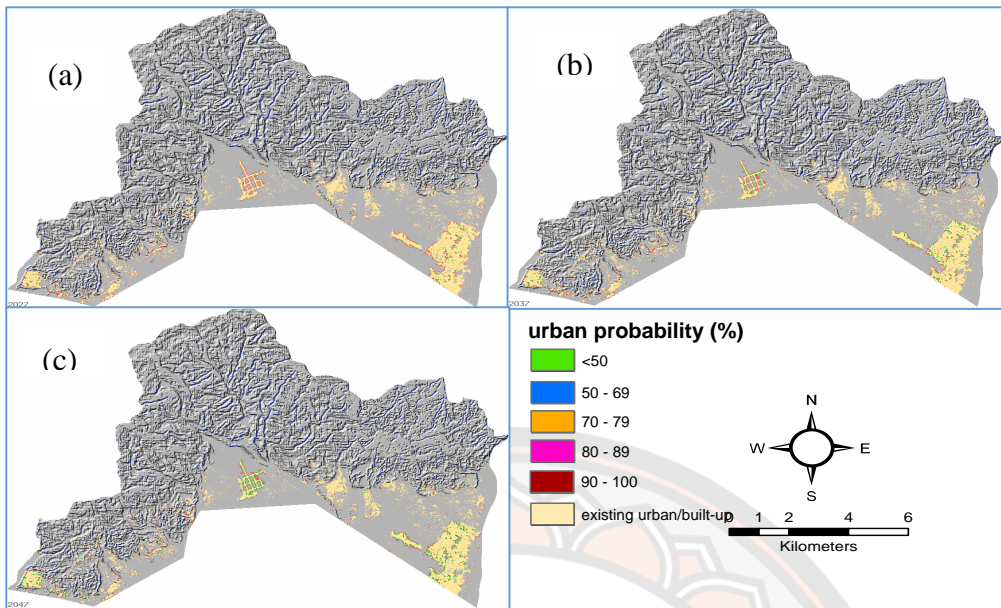 (a)
(b)
2027
2037
(c)
2047
urban probability (%)
<50
50 - 69
70 - 79
80 - 89
90 - 100
existing urban/built-up
N
W
E
S
0 1 2 4 6
Kilometers